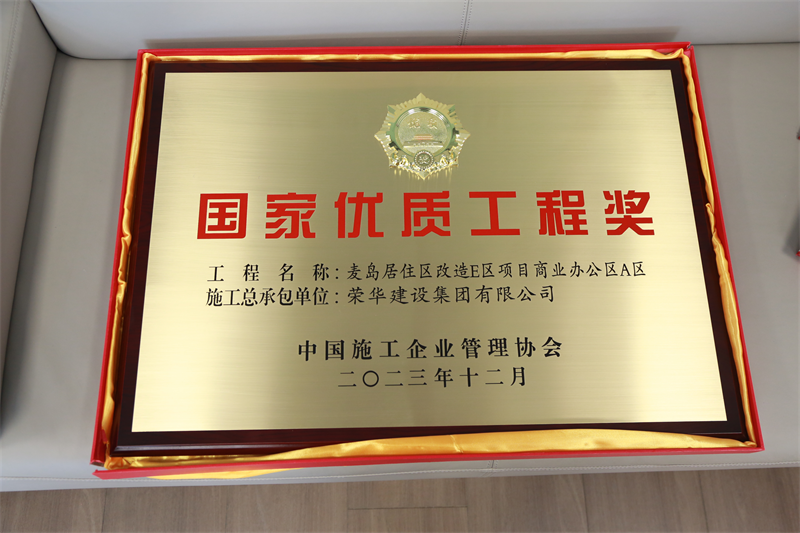 国家优质工程奖
工程名称:麦岛居住区改造E区项目商业办公区A区
施工总承包单位:荣华建设集团有限公司
中国施工企业管理协会
二〇二三年十二月